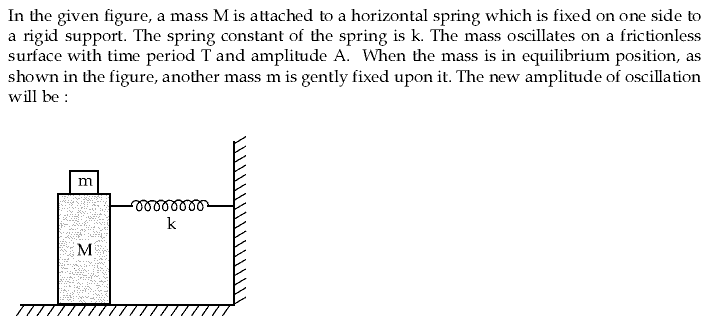 In the given figure, a mass M is attached to a horizontal spring which is fixed on one side to
a rigid support. The spring constant of the spring is k. The mass oscillates on a frictionless
surface with time period T and amplitude A. When the mass is in equilibrium position, as
shown in the figure, another mass m is gently fixed upon it. The new amplitude of oscillation
will be :
m
k
M